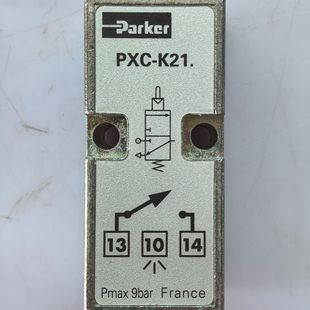 Parker
PXC-K21.
13 10 14
Pmax 9bar France